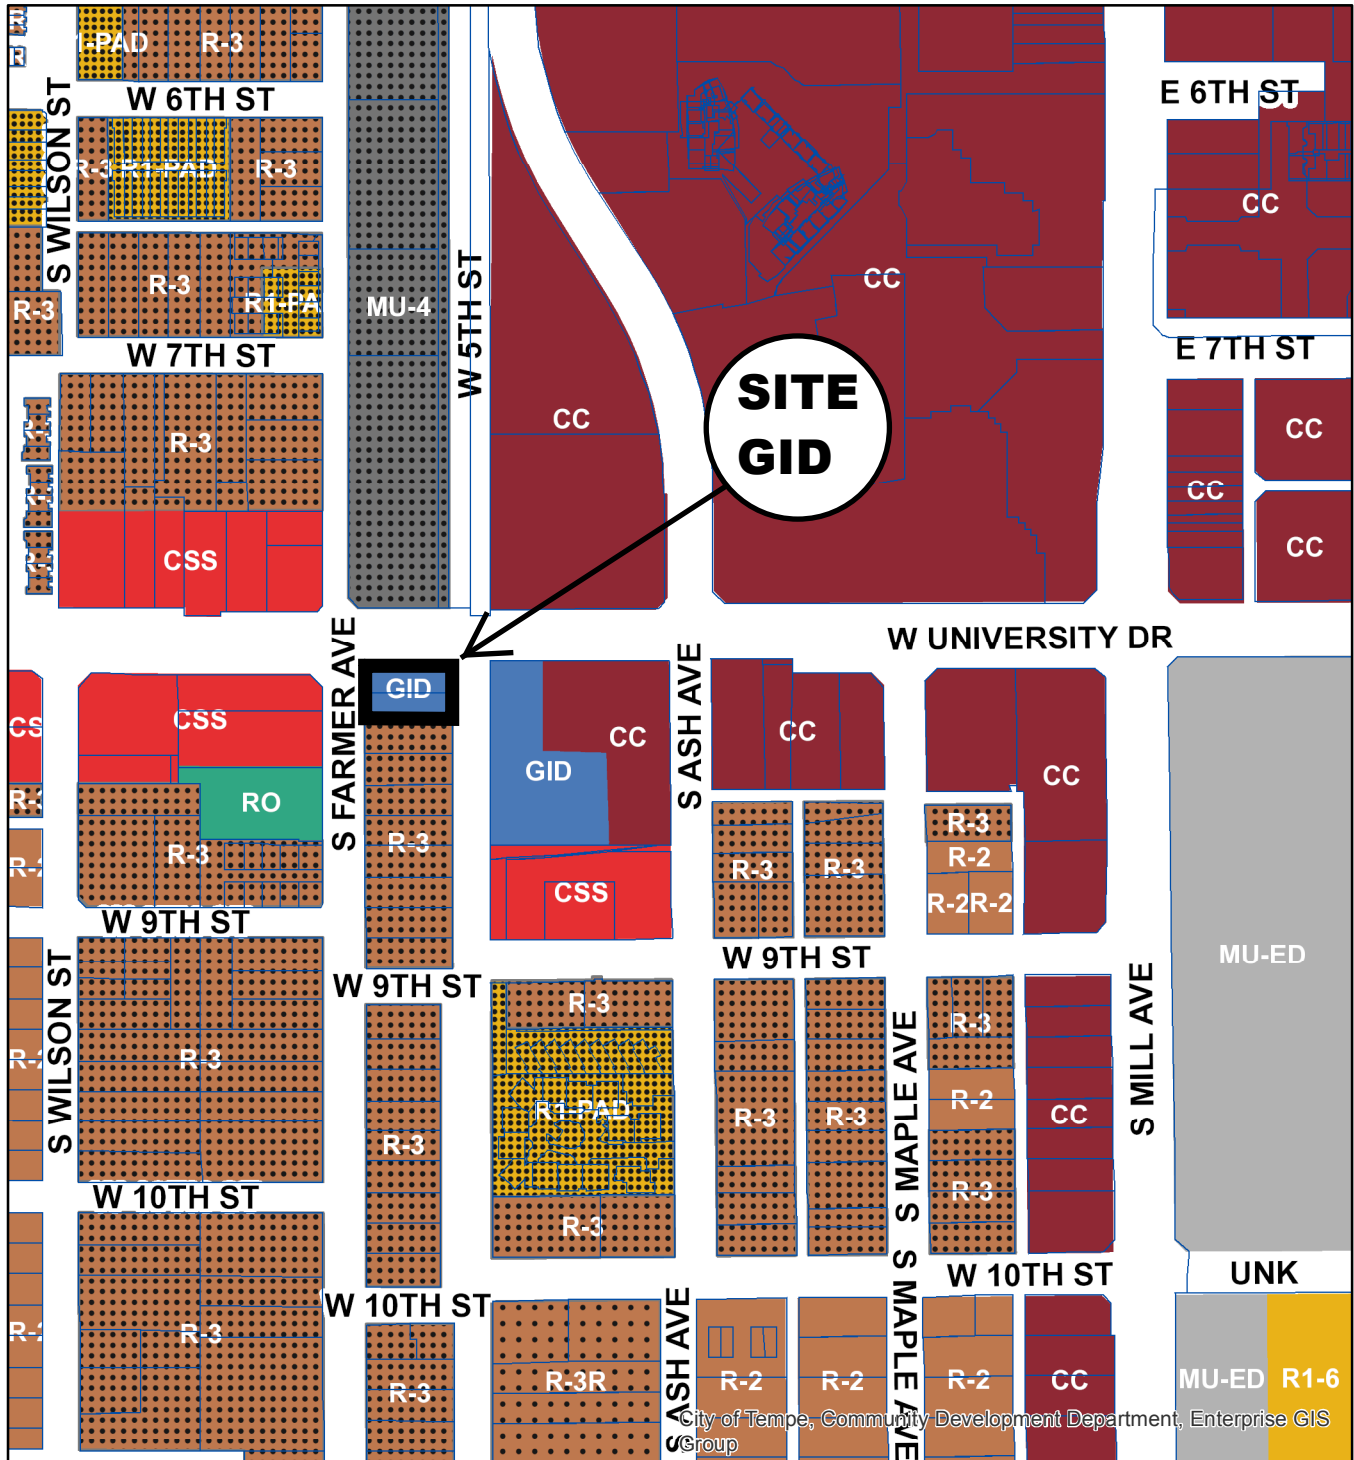 R-3
W 6TH ST
E 6TH ST
S WILSON ST
R-3
R1-PAD
R-3
CC
R-3
R-3
R1-PA
MU-4
W 5TH ST
CC
W 7TH ST
E 7TH ST
SITE
GID
R-3
CC
CC
CC
CSS
CC
W UNIVERSITY DR
S FARMER AVE
GID
S ASH AVE
CS
CSS
CC
CC
GID
CC
RO
R-3
R-3
R-3
R-3
R-3
R-2
R-2
R-2
CSS
W 9TH ST
W 9TH ST
W 9TH ST
MU-ED
S WILSON ST
R-3
R-3
R-3
R1-PAD
R-3
R-3
R-3
R-2
CC
S MAPLE AVE
S MILL AVE
R-3
R-3
W 10TH ST
W 10TH ST
W 10TH ST
UNK
R-3
R-3
R-3R
S ASH AVE
R-2
R-2
S MAPLE AVE
R-2
CC
MU-ED
R1-6
City of Tempe, Community Development Department, Enterprise GIS
Group